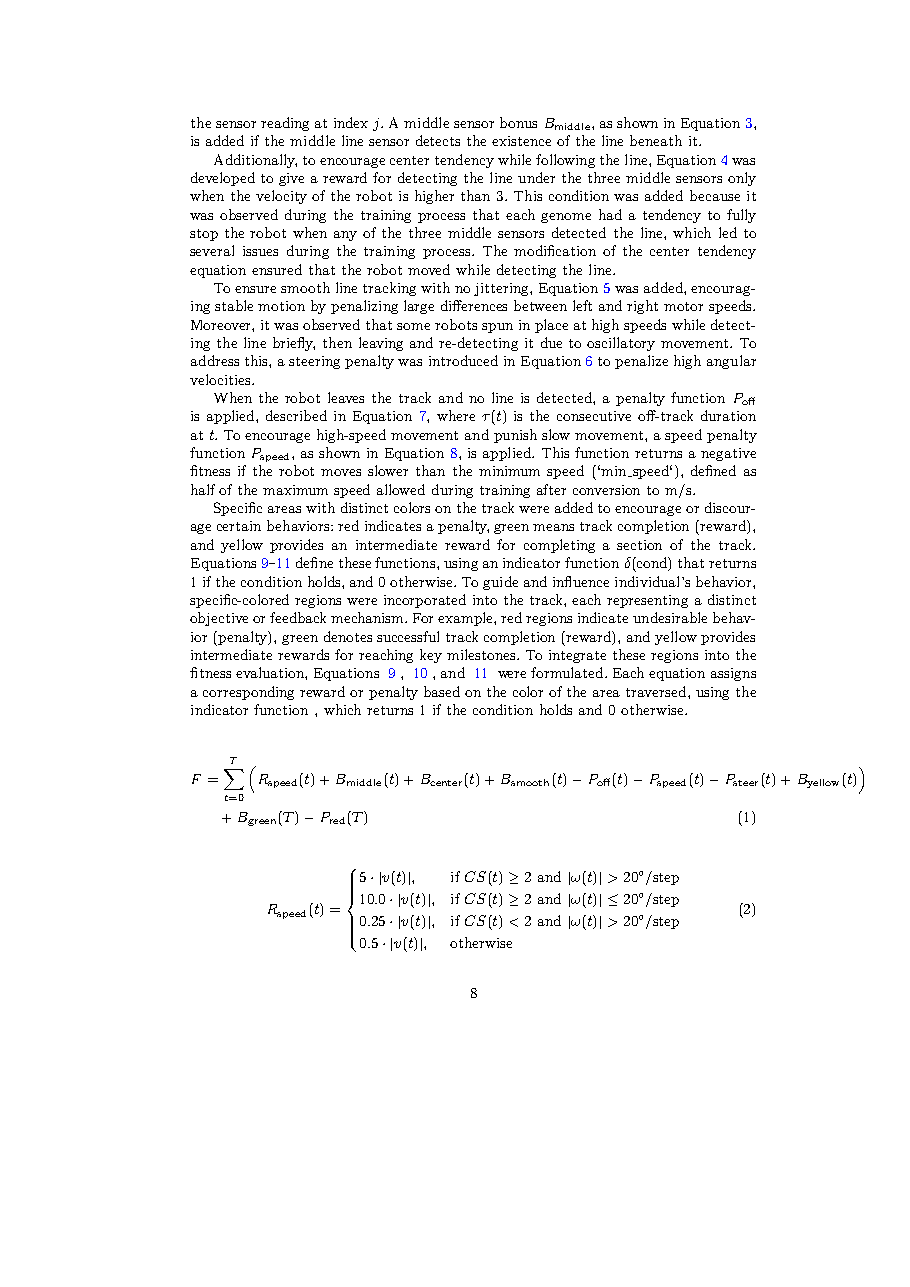 the sensor reading at index j. A middle sensor bonus B_middle, as shown in Equation 3,
is added if the middle line sensor detects the existence of the line beneath it.
Additionally, to encourage center tendency while following the line, Equation 4 was
developed to give a reward for detecting the line under the three middle sensors only
when the velocity of the robot is higher than 3. This condition was added because it
was observed during the training process that each genome had a tendency to fully
stop the robot when any of the three middle sensors detected the line, which led to
several issues during the training process. The modification of the center tendency
equation ensured that the robot moved while detecting the line.
To ensure smooth line tracking with no jittering, Equation 5 was added, encourag-
ing stable motion by penalizing large differences between left and right motor speeds.
Moreover, it was observed that some robots spun in place at high speeds while detect-
ing the line briefly, then leaving and re-detecting it due to oscillatory movement. To
address this, a steering penalty was introduced in Equation 6 to penalize high angular
velocities.
When the robot leaves the track and no line is detected, a penalty function P_off
is applied, described in Equation 7, where τ(t) is the consecutive off-track duration
at t. To encourage high-speed movement and punish slow movement, a speed penalty
function P_speed, as shown in Equation 8, is applied. This function returns a negative
fitness if the robot moves slower than the minimum speed (‘min_speed‘), defined as
half of the maximum speed allowed during training after conversion to m/s.
Specific areas with distinct colors on the track were added to encourage or discour-
age certain behaviors: red indicates a penalty, green means track completion (reward),
and yellow provides an intermediate reward for completing a section of the track.
Equations 9–11 define these functions, using an indicator function δ(cond) that returns
1 if the condition holds, and 0 otherwise. To guide and influence individual’s behavior,
specific-colored regions were incorporated into the track, each representing a distinct
objective or feedback mechanism. For example, red regions indicate undesirable behav-
ior (penalty), green denotes successful track completion (reward), and yellow provides
intermediate rewards for reaching key milestones. To integrate these regions into the
fitness evaluation, Equations 9 , 10 , and 11 were formulated. Each equation assigns
a corresponding reward or penalty based on the color of the area traversed, using the
indicator function , which returns 1 if the condition holds and 0 otherwise.
F = ∑_{t=0}^{T} (R_speed(t) + B_middle(t) + B_center(t) + B_smooth(t) − P_off(t) − P_speed(t) − P_steer(t) + B_yellow(t))
+ B_green(T) − P_red(T) (1)
R_speed(t) = { 5 · |v(t)|, if CS(t) ≥ 2 and |ω(t)| > 20°/step
10.0 · |v(t)|, if CS(t) ≥ 2 and |ω(t)| ≤ 20°/step
0.25 · |v(t)|, if CS(t) < 2 and |ω(t)| > 20°/step
0.5 · |v(t)|, otherwise (2)
8